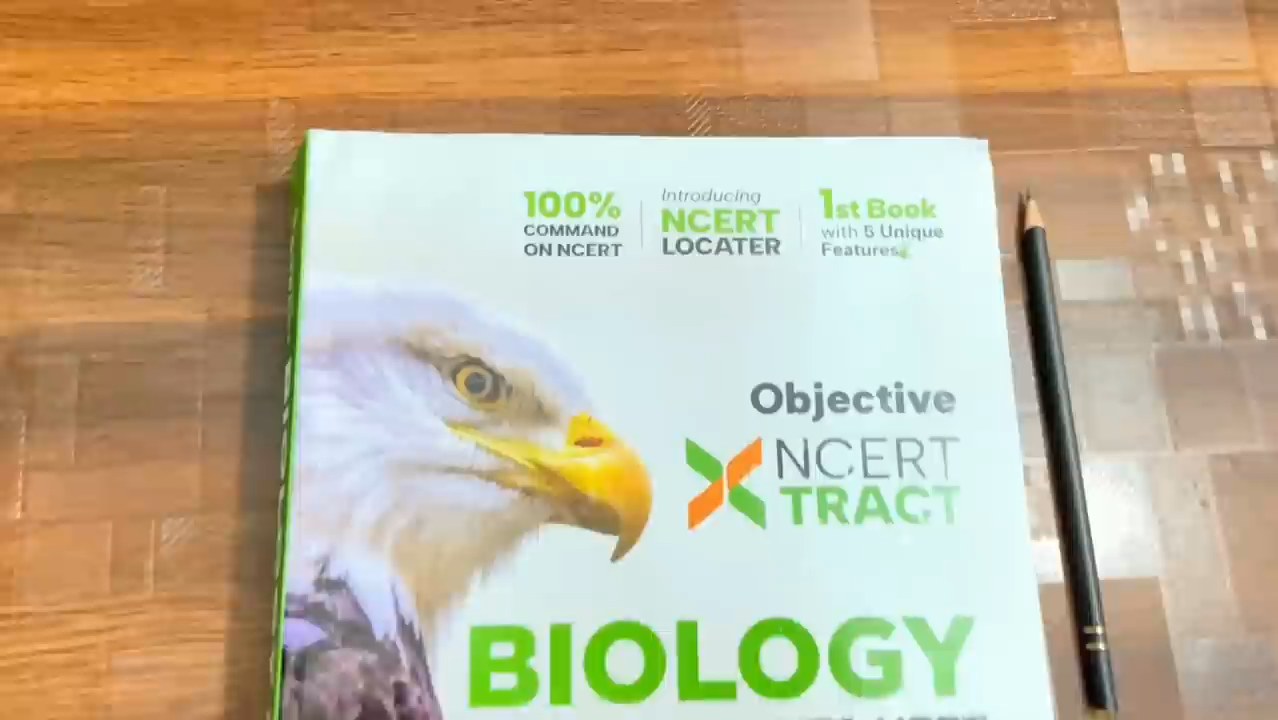 100%
COMMAND
ON NCERT
Introducing
NCERT
LOCATER
1st Book
with 5 Unique
Features
Objective
NCERT
TRACT
BIOLOGY